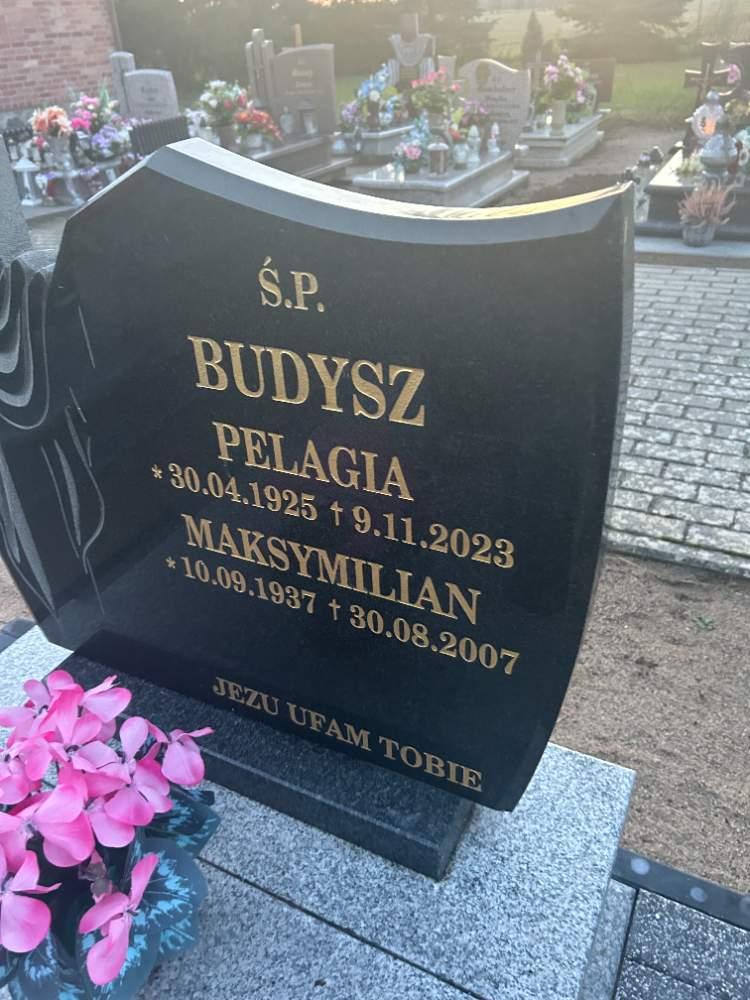 Ś.P.
BUDYSZ
PELAGIA
* 30.04.1925 † 9.11.2023
MAKSYMILIAN
* 10.09.1937 † 30.08.2007
JEZU UFAM TOBIE